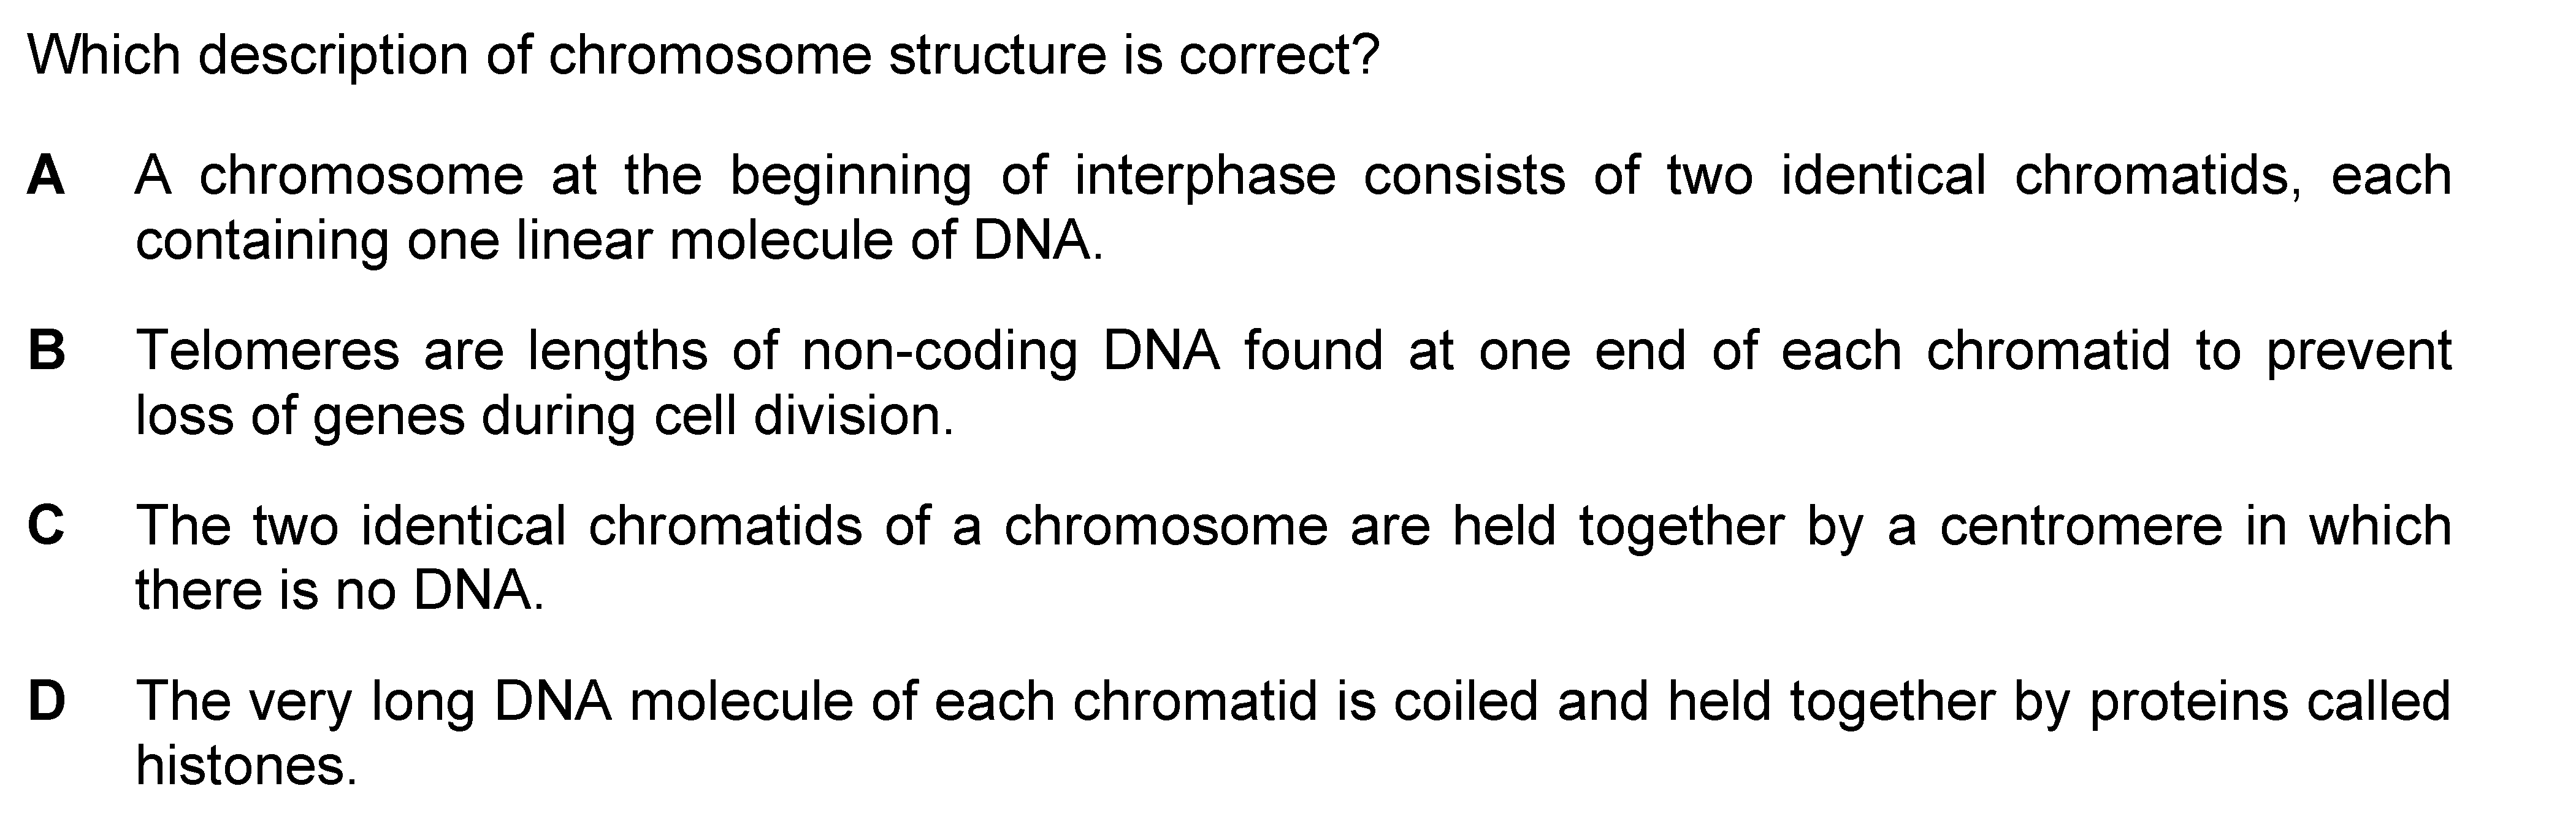 Which description of chromosome structure is correct?
A A chromosome at the beginning of interphase consists of two identical chromatids, each
containing one linear molecule of DNA.
B Telomeres are lengths of non-coding DNA found at one end of each chromatid to prevent
loss of genes during cell division.
C The two identical chromatids of a chromosome are held together by a centromere in which
there is no DNA.
D The very long DNA molecule of each chromatid is coiled and held together by proteins called
histones.